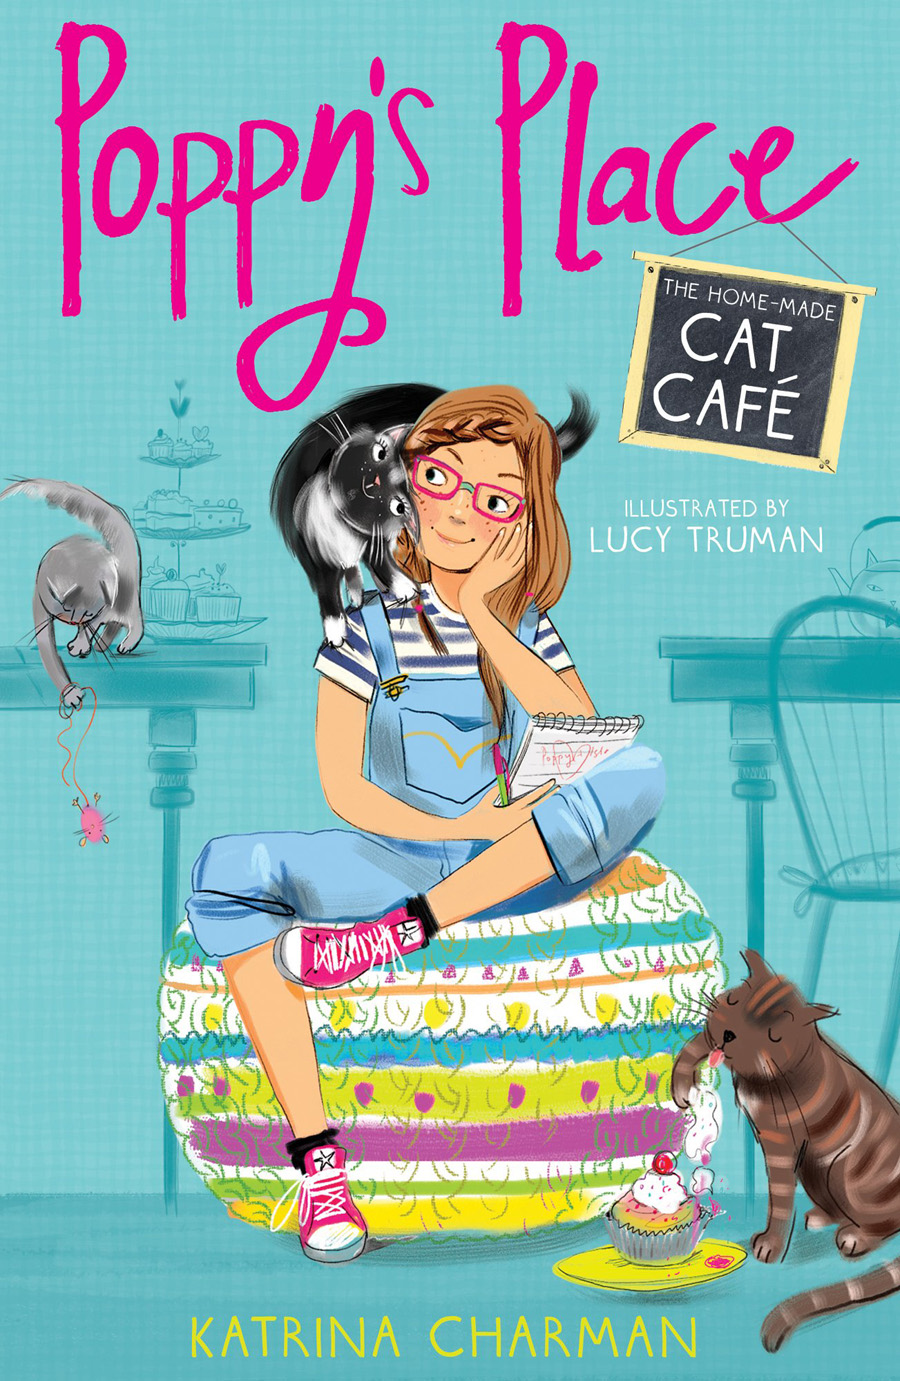 Poppy's Place
THE HOME-MADE
CAT
CAFÉ
ILLUSTRATED BY
LUCY TRUMAN
KATRINA CHARMAN